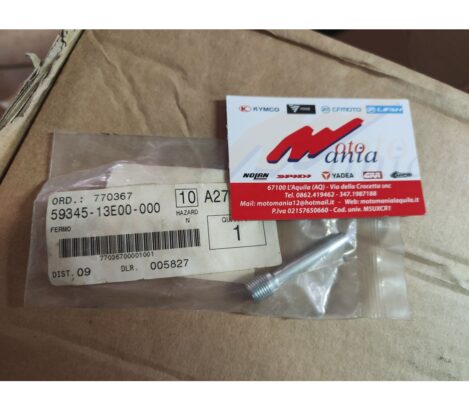 KYMCO
CFMOTO
LIFAN
Moto
Mania
NOLAN
SPIDI
YADEA
67100 L'Aquila (AQ) - Via della Crocetta snc
Tel. 0862.419462 - 347.1987188
Mail: motomania12@hotmail.it - Web: motomanialaquila.it
P.Iva 02157650660 - Cod. univ. M5UXCR1
ORD.: 770367
10
A27
59345-13E00-000
HAZARD
N
FERMO
1
77036700001001
DIST. 09
DLR. 005827